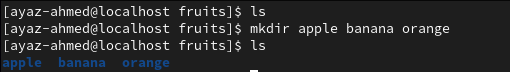 [ayaz-ahmed@localhost fruits]$ ls
[ayaz-ahmed@localhost fruits]$ mkdir apple banana orange
[ayaz-ahmed@localhost fruits]$ ls
apple  banana  orange